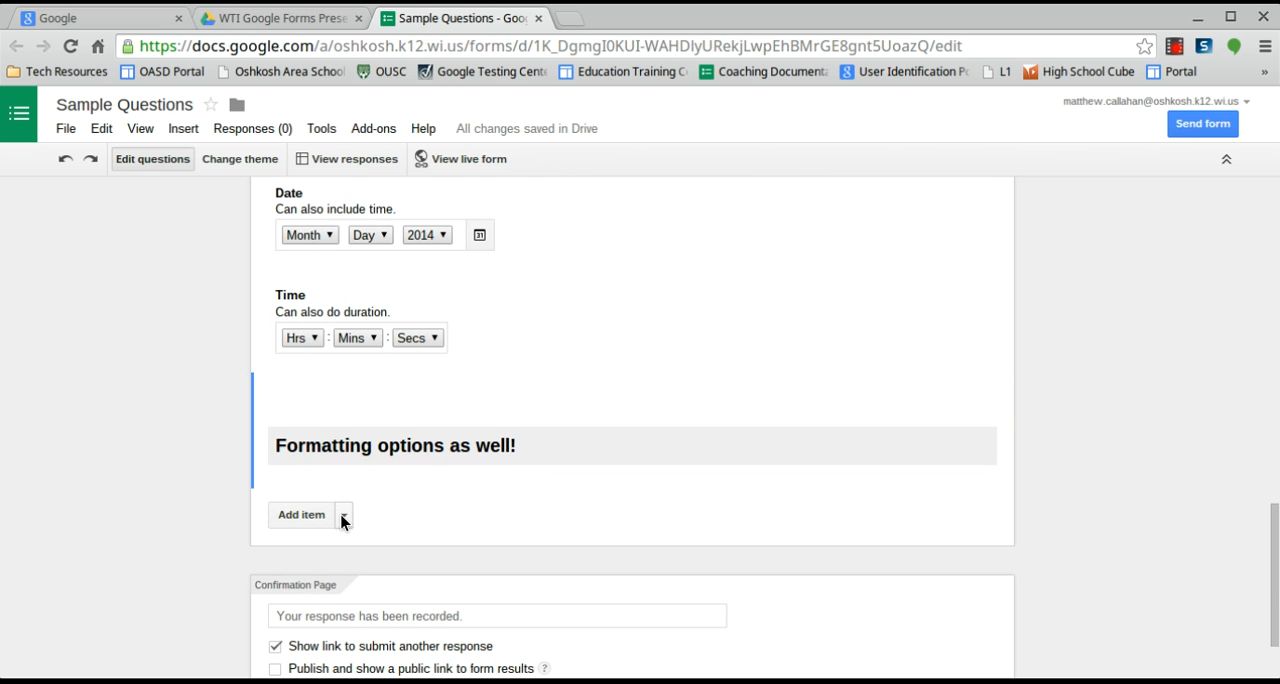 Google × WTI Google Forms Prese × Sample Questions - Goo ×
https://docs.google.com/a/oshkosh.k12.wi.us/forms/d/1K_DgmgI0KUI-WAHDlyURekjLwpEhBMrGE8gnt5UoazQ/edit
Tech Resources OASD Portal Oshkosh Area School OUSC Google Testing Cente Education Training C Coaching Documenta User Identification Po L1 High School Cube Portal »
Sample Questions
matthew.callahan@oshkosh.k12.wi.us
File Edit View Insert Responses (0) Tools Add-ons Help All changes saved in Drive
Send form
Edit questions Change theme View responses View live form
Date
Can also include time.
Month Day 2014 31
Time
Can also do duration.
Hrs : Mins : Secs
Formatting options as well!
Add item
Confirmation Page
Your response has been recorded.
Show link to submit another response
Publish and show a public link to form results ?